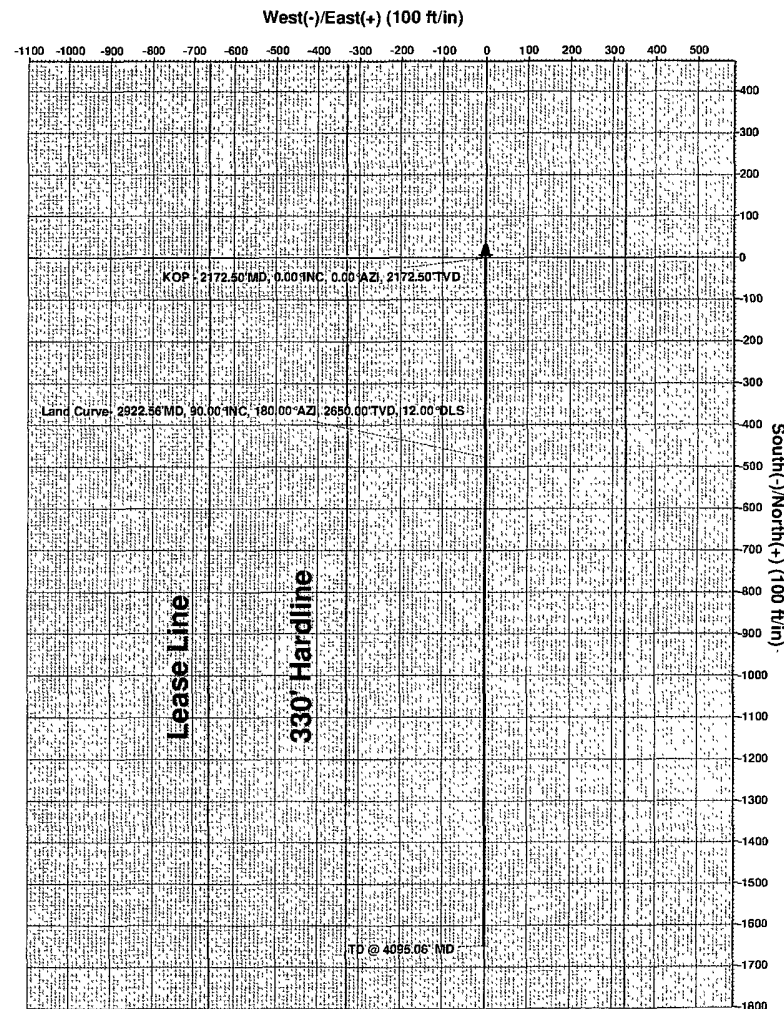 West(-)/East(+) (100 ft/in)
-1100 -1000 -900 -800 -700 -600 -500 -400 -300 -200 -100 0 100 200 300 400 500
400
300
200
100
0
-100
-200
-300
-400
-500
-600
-700
-800
-900
-1000
-1100
-1200
-1300
-1400
-1500
-1600
-1700
-1800
South(-)/North(+) (100 ft/in)
KOP - 2172.50'MD, 0.00°INC, 0.00°AZI, 2172.50'TVD
Land Curve- 2922.56'MD, 90.00°INC, 180.00°AZI, 2650.00'TVD, 12.00°DLS
Lease Line
330' Hardline
TD @ 4095.06' MD